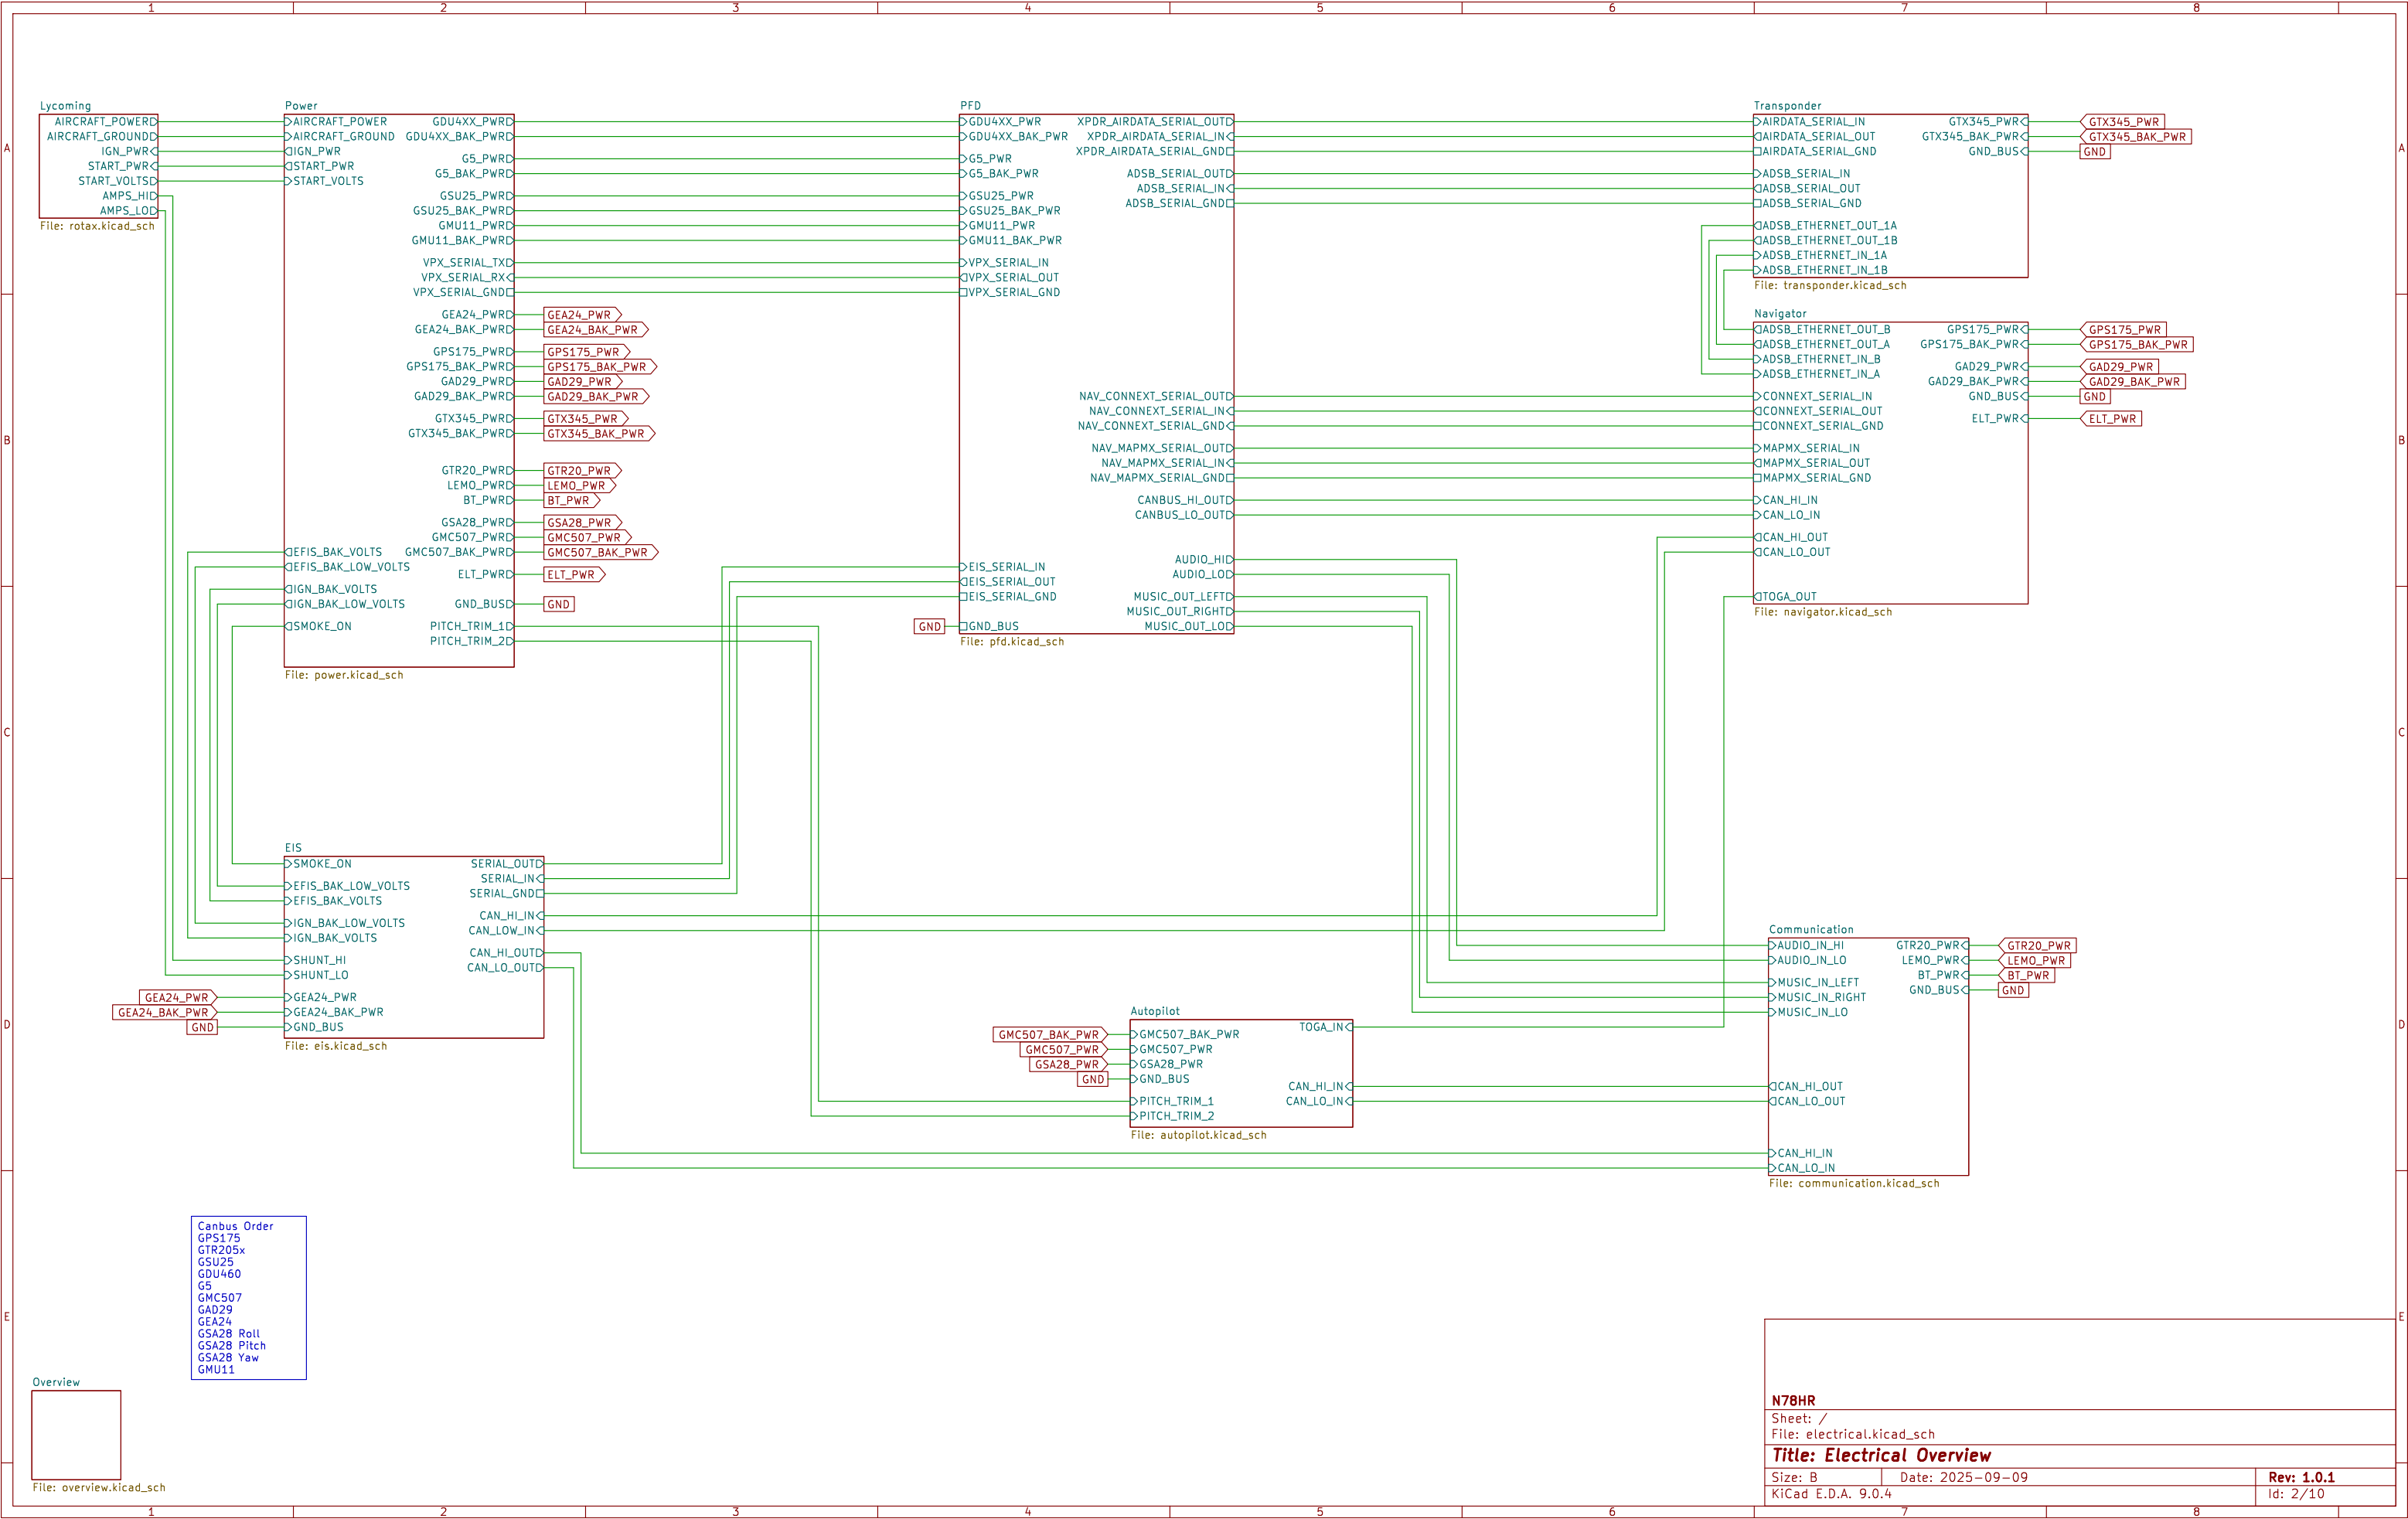 1 2 3 4 5 6 7 8
A
B
C
D
E
Lycoming
AIRCRAFT_POWER
AIRCRAFT_GROUND
IGN_PWR
START_PWR
START_VOLTS
AMPS_HI
AMPS_LO
File: rotax.kicad_sch
Power
AIRCRAFT_POWER
AIRCRAFT_GROUND
IGN_PWR
START_PWR
START_VOLTS
EFIS_BAK_VOLTS
EFIS_BAK_LOW_VOLTS
IGN_BAK_VOLTS
IGN_BAK_LOW_VOLTS
SMOKE_ON
GDU4XX_PWR
GDU4XX_BAK_PWR
G5_PWR
G5_BAK_PWR
GSU25_PWR
GSU25_BAK_PWR
GMU11_PWR
GMU11_BAK_PWR
VPX_SERIAL_TX
VPX_SERIAL_RX
VPX_SERIAL_GND
GEA24_PWR GEA24_PWR
GEA24_BAK_PWR GEA24_BAK_PWR
GPS175_PWR GPS175_PWR
GPS175_BAK_PWR GPS175_BAK_PWR
GAD29_PWR GAD29_PWR
GAD29_BAK_PWR GAD29_BAK_PWR
GTX345_PWR GTX345_PWR
GTX345_BAK_PWR GTX345_BAK_PWR
GTR20_PWR GTR20_PWR
LEMO_PWR LEMO_PWR
BT_PWR BT_PWR
GSA28_PWR GSA28_PWR
GMC507_PWR GMC507_PWR
GMC507_BAK_PWR GMC507_BAK_PWR
ELT_PWR ELT_PWR
GND_BUS GND
PITCH_TRIM_1
PITCH_TRIM_2
File: power.kicad_sch
PFD
GDU4XX_PWR
GDU4XX_BAK_PWR
G5_PWR
G5_BAK_PWR
GSU25_PWR
GSU25_BAK_PWR
GMU11_PWR
GMU11_BAK_PWR
VPX_SERIAL_IN
VPX_SERIAL_OUT
VPX_SERIAL_GND
EIS_SERIAL_IN
EIS_SERIAL_OUT
EIS_SERIAL_GND
GND GND_BUS
XPDR_AIRDATA_SERIAL_OUT
XPDR_AIRDATA_SERIAL_IN
XPDR_AIRDATA_SERIAL_GND
ADSB_SERIAL_OUT
ADSB_SERIAL_IN
ADSB_SERIAL_GND
NAV_CONNEXT_SERIAL_OUT
NAV_CONNEXT_SERIAL_IN
NAV_CONNEXT_SERIAL_GND
NAV_MAPMX_SERIAL_OUT
NAV_MAPMX_SERIAL_IN
NAV_MAPMX_SERIAL_GND
CANBUS_HI_OUT
CANBUS_LO_OUT
AUDIO_HI
AUDIO_LO
MUSIC_OUT_LEFT
MUSIC_OUT_RIGHT
MUSIC_OUT_LO
File: pfd.kicad_sch
Transponder
AIRDATA_SERIAL_IN
AIRDATA_SERIAL_OUT
AIRDATA_SERIAL_GND
ADSB_SERIAL_IN
ADSB_SERIAL_OUT
ADSB_SERIAL_GND
ADSB_ETHERNET_OUT_1A
ADSB_ETHERNET_OUT_1B
ADSB_ETHERNET_IN_1A
ADSB_ETHERNET_IN_1B
GTX345_PWR GTX345_PWR
GTX345_BAK_PWR GTX345_BAK_PWR
GND_BUS GND
File: transponder.kicad_sch
Navigator
ADSB_ETHERNET_OUT_B
ADSB_ETHERNET_OUT_A
ADSB_ETHERNET_IN_B
ADSB_ETHERNET_IN_A
CONNEXT_SERIAL_IN
CONNEXT_SERIAL_OUT
CONNEXT_SERIAL_GND
MAPMX_SERIAL_IN
MAPMX_SERIAL_OUT
MAPMX_SERIAL_GND
CAN_HI_IN
CAN_LO_IN
CAN_HI_OUT
CAN_LO_OUT
TOGA_OUT
GPS175_PWR GPS175_PWR
GPS175_BAK_PWR GPS175_BAK_PWR
GAD29_PWR GAD29_PWR
GAD29_BAK_PWR GAD29_BAK_PWR
GND_BUS GND
ELT_PWR ELT_PWR
File: navigator.kicad_sch
EIS
SMOKE_ON
EFIS_BAK_LOW_VOLTS
EFIS_BAK_VOLTS
IGN_BAK_LOW_VOLTS
IGN_BAK_VOLTS
SHUNT_HI
SHUNT_LO
GEA24_PWR GEA24_PWR
GEA24_BAK_PWR GEA24_BAK_PWR
GND GND_BUS
SERIAL_OUT
SERIAL_IN
SERIAL_GND
CAN_HI_IN
CAN_LOW_IN
CAN_HI_OUT
CAN_LO_OUT
File: eis.kicad_sch
Autopilot
TOGA_IN
GMC507_BAK_PWR GMC507_BAK_PWR
GMC507_PWR GMC507_PWR
GSA28_PWR GSA28_PWR
GND GND_BUS
PITCH_TRIM_1
PITCH_TRIM_2
CAN_HI_IN
CAN_LO_IN
File: autopilot.kicad_sch
Communication
AUDIO_IN_HI
AUDIO_IN_LO
MUSIC_IN_LEFT
MUSIC_IN_RIGHT
MUSIC_IN_LO
CAN_HI_OUT
CAN_LO_OUT
CAN_HI_IN
CAN_LO_IN
GTR20_PWR GTR20_PWR
LEMO_PWR LEMO_PWR
BT_PWR BT_PWR
GND_BUS GND
File: communication.kicad_sch
Canbus Order
GPS175
GTR205x
GSU25
GDU460
G5
GMC507
GAD29
GEA24
GSA28 Roll
GSA28 Pitch
GSA28 Yaw
GMU11
Overview
File: overview.kicad_sch
N78HR
Sheet: /
File: electrical.kicad_sch
Title: Electrical Overview
Size: B Date: 2025-09-09 Rev: 1.0.1
KiCad E.D.A. 9.0.4 Id: 2/10
A
B
C
D
E
1 2 3 4 5 6 7 8